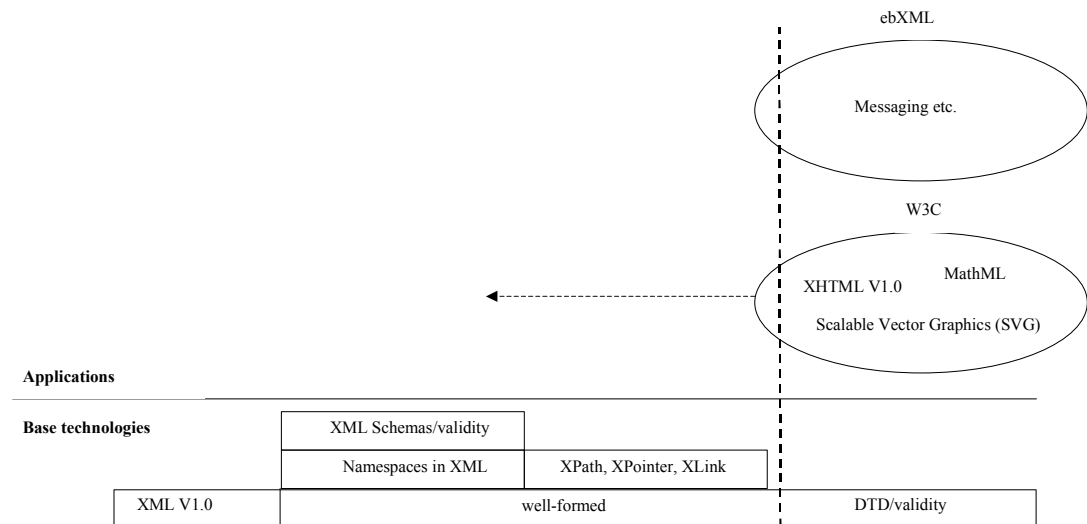 ebXML
Messaging etc.
W3C
MathML
XHTML V1.0
Scalable Vector Graphics (SVG)
Applications
Base technologies
XML Schemas/validity
Namespaces in XML
XPath, XPointer, XLink
XML V1.0
well-formed
DTD/validity